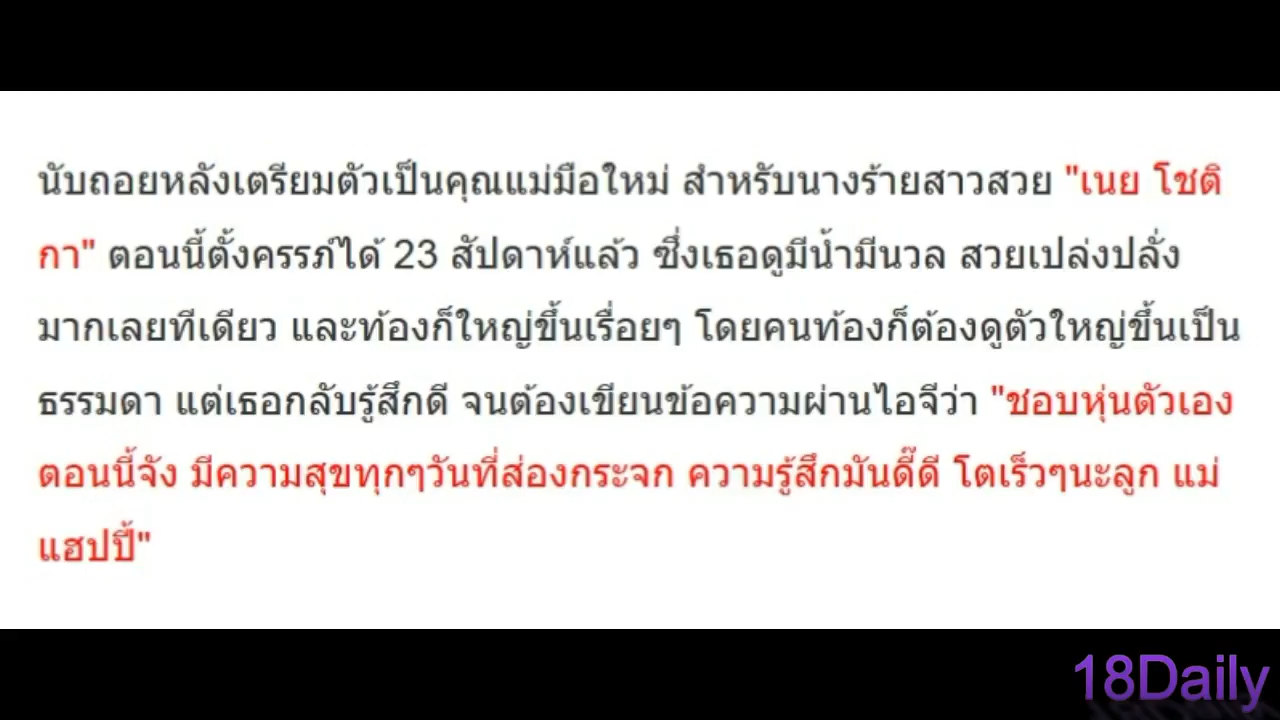 นับถอยหลังเตรียมตัวเป็นคุณแม่มือใหม่ สำหรับนางร้ายสาวสวย "เนย โชติ
กา" ตอนนี้ตั้งครรภ์ได้ 23 สัปดาห์แล้ว ซึ่งเธอดูมีน้ำมีนวล สวยเปล่งปลั่ง
มากเลยทีเดียว และท้องก็ใหญ่ขึ้นเรื่อยๆ โดยคนท้องก็ต้องดูตัวใหญ่ขึ้นเป็น
ธรรมดา แต่เธอกลับรู้สึกดี จนต้องเขียนข้อความผ่านไอจีว่า "ชอบหุ่นตัวเอง
ตอนนี้จัง มีความสุขทุกๆวันที่ส่องกระจก ความรู้สึกมันดี๊ดี โตเร็วๆนะลูก แม่
แฮปปี้"
18Daily